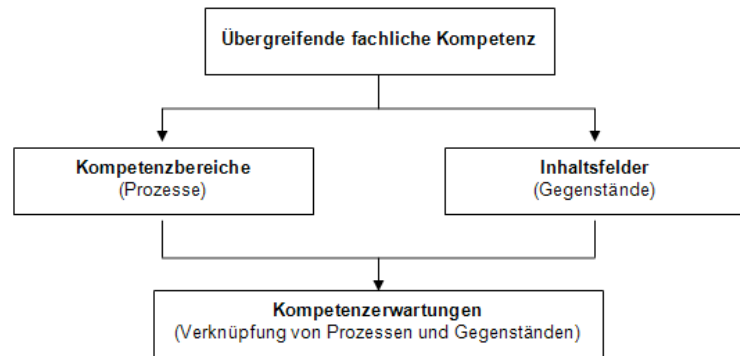 Übergreifende fachliche Kompetenz
Kompetenzbereiche
(Prozesse)
Inhaltsfelder
(Gegenstände)
Kompetenzerwartungen
(Verknüpfung von Prozessen und Gegenständen)